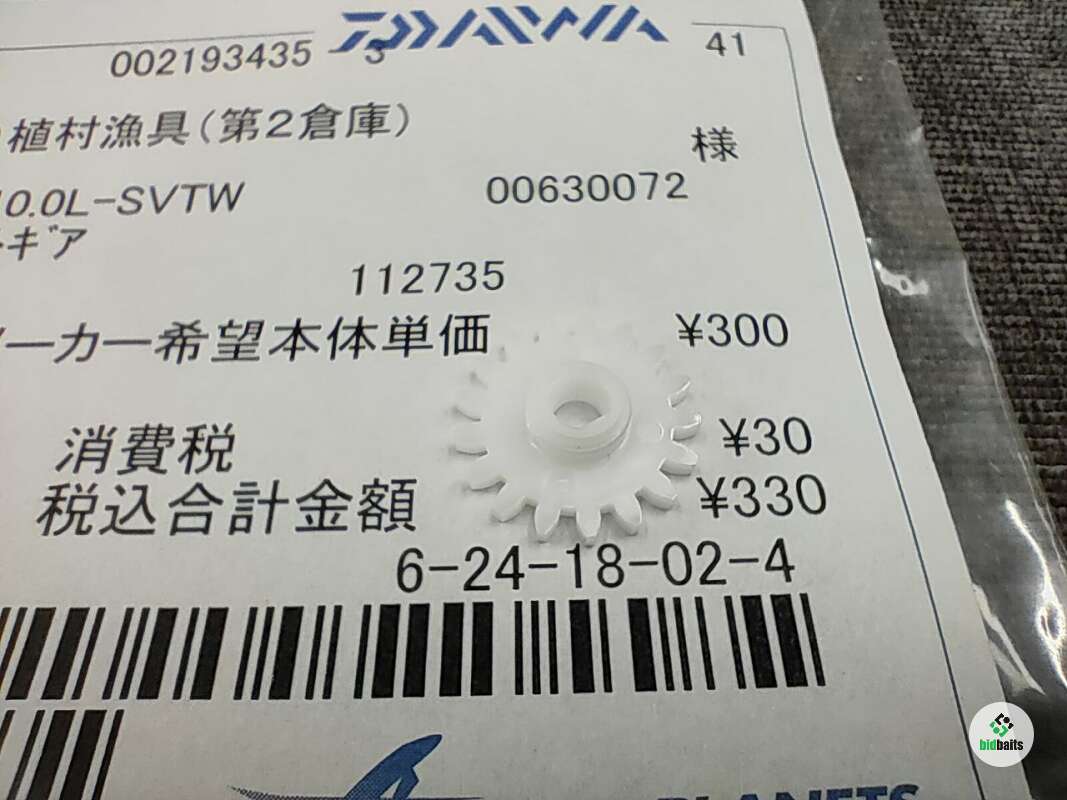 DAIWA
002193435 3 41
植村漁具(第2倉庫)
様
10.0L-SVTW 00630072
ギア
112735
メーカー希望本体単価 ¥300
消費税 ¥30
税込合計金額 ¥330
6-24-18-02-4
PLANETS
bidbaits